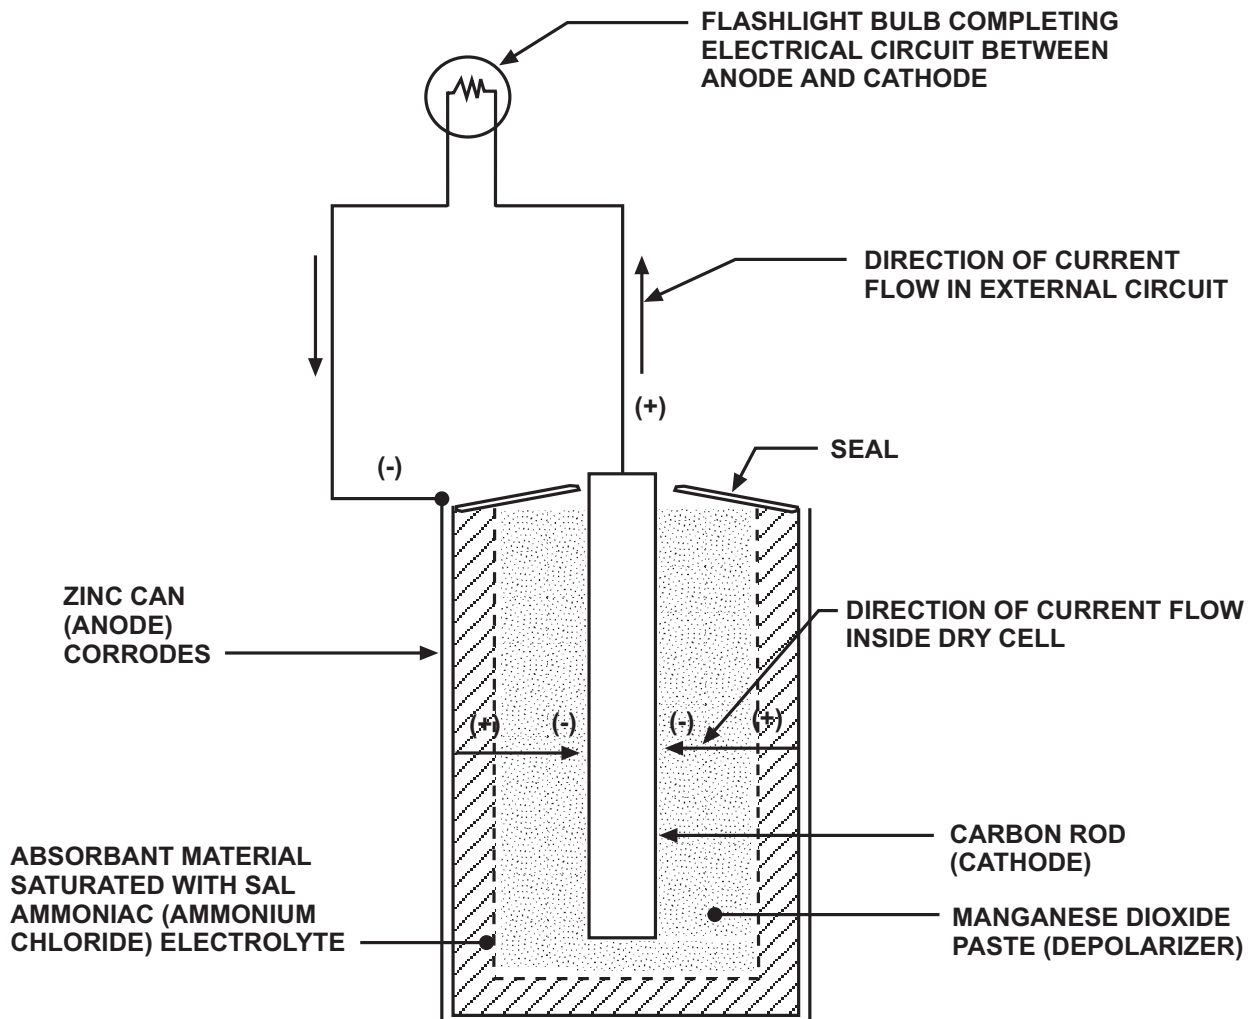 FLASHLIGHT BULB COMPLETING
ELECTRICAL CIRCUIT BETWEEN
ANODE AND CATHODE
DIRECTION OF CURRENT
FLOW IN EXTERNAL CIRCUIT
(+)
SEAL
(-)
ZINC CAN
(ANODE)
CORRODES
DIRECTION OF CURRENT FLOW
INSIDE DRY CELL
(+) (-) (-) (+)
CARBON ROD
(CATHODE)
ABSORBANT MATERIAL
SATURATED WITH SAL
AMMONIAC (AMMONIUM
CHLORIDE) ELECTROLYTE
MANGANESE DIOXIDE
PASTE (DEPOLARIZER)